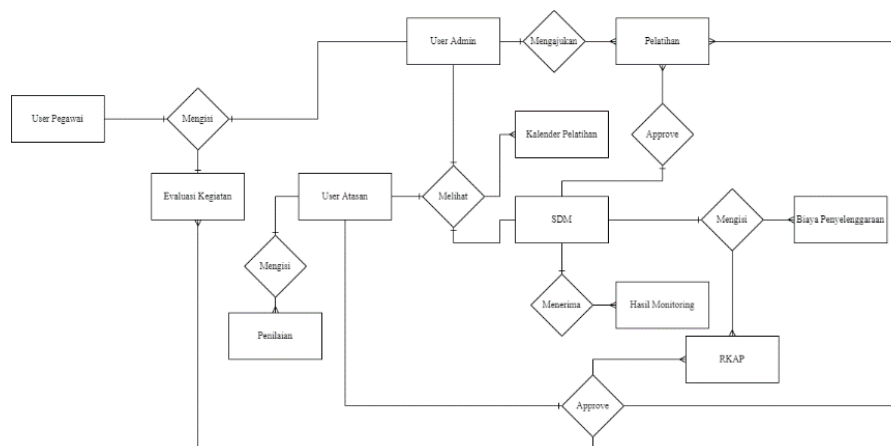 User Admin
Mengajukan
Pelatihan
User Pegawai
Mengisi
Kalender Pelatihan
Approve
Evaluasi Kegiatan
User Atasan
Melihat
SDM
Mengisi
Biaya Penyelenggaraan
Mengisi
Menerima
Hasil Monitoring
Penilaian
RKAP
Approve